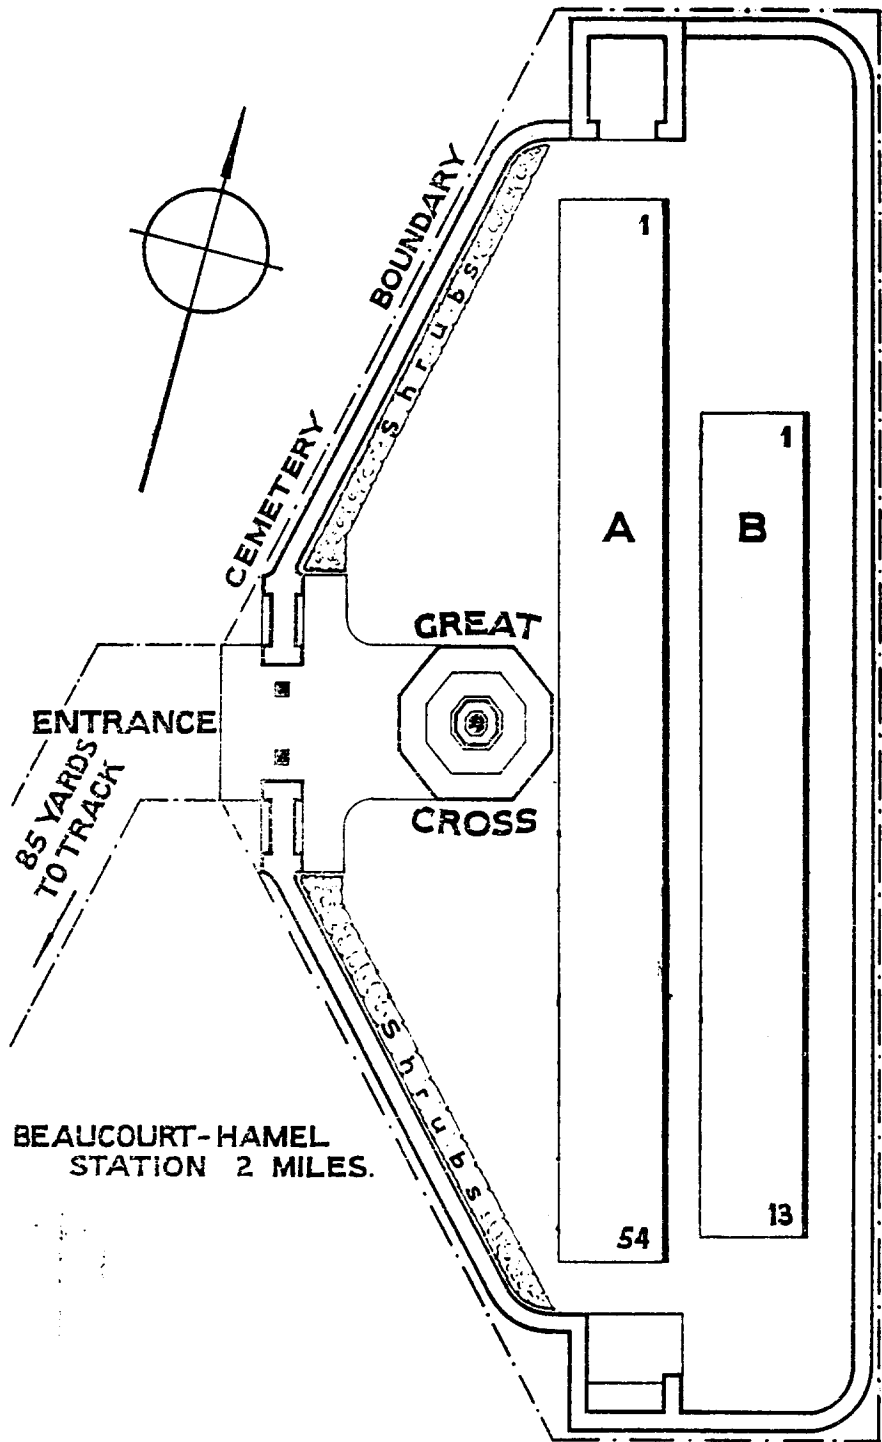 CEMETERY BOUNDARY
Shrubs
1
1
A
B
GREAT
CROSS
ENTRANCE
85 YARDS
TO TRACK
Shrubs
BEAUCOURT-HAMEL
STATION 2 MILES.
54
13